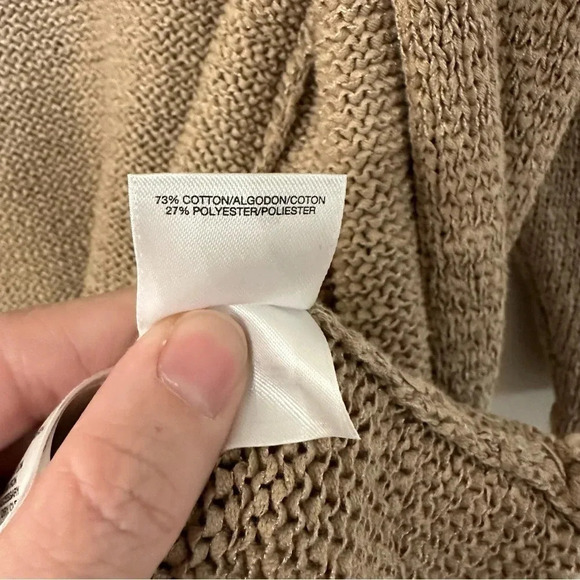 73% COTTON/ALGODON/COTON
27% POLYESTER/POLIESTER